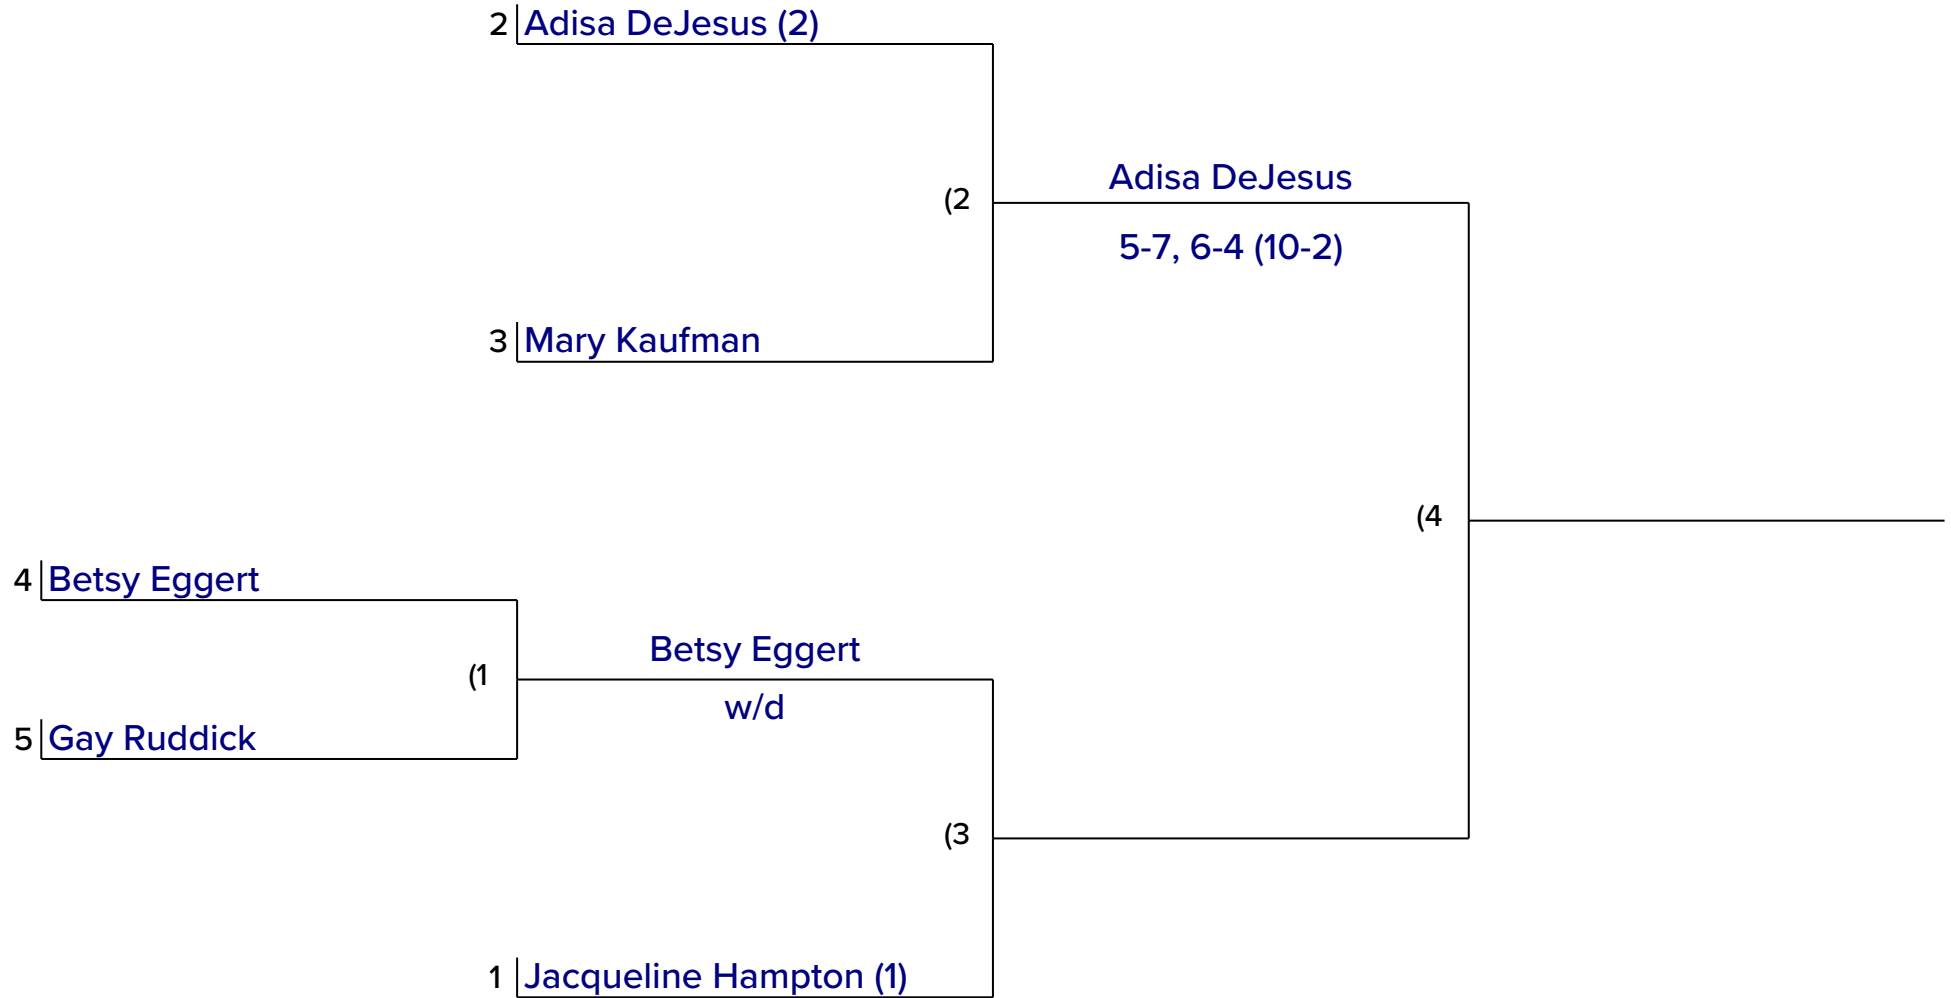 2 Adisa DeJesus (2)
Adisa DeJesus
(2
5-7, 6-4 (10-2)
3 Mary Kaufman
(4
4 Betsy Eggert
Betsy Eggert
(1
w/d
5 Gay Ruddick
(3
1 Jacqueline Hampton (1)